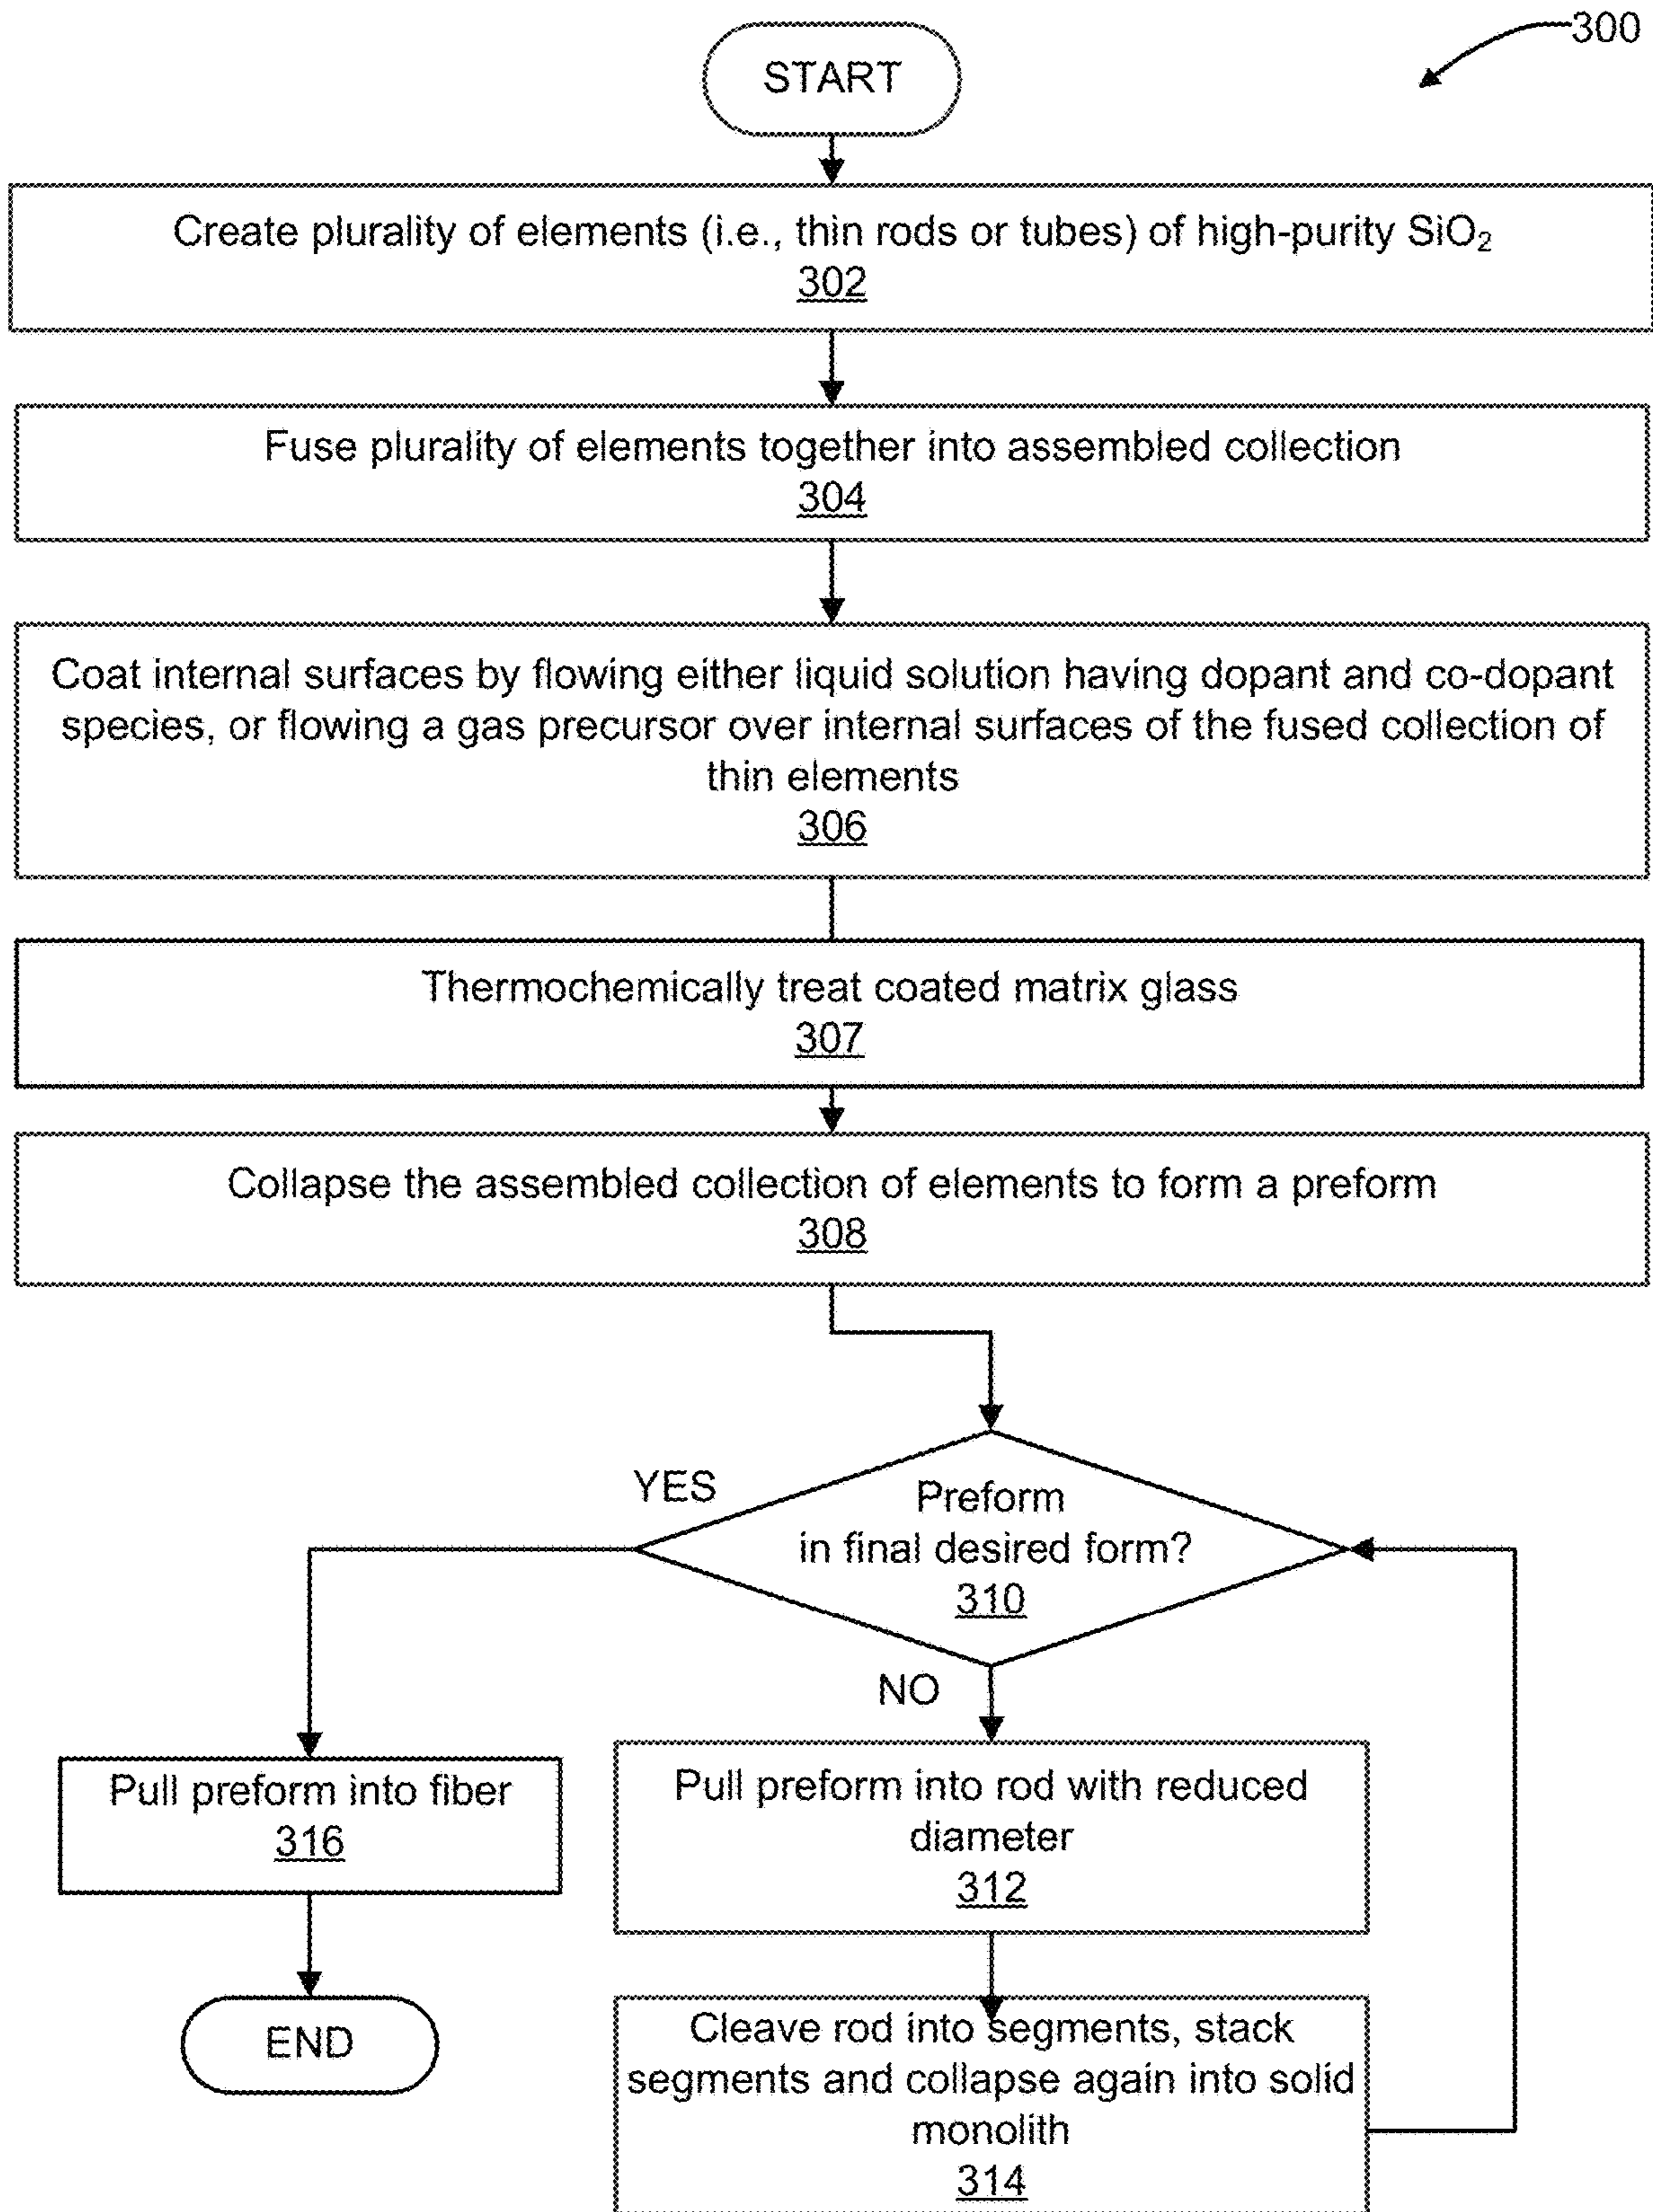 300
START
Create plurality of elements (i.e., thin rods or tubes) of high-purity SiO₂
302
Fuse plurality of elements together into assembled collection
304
Coat internal surfaces by flowing either liquid solution having dopant and co-dopant
species, or flowing a gas precursor over internal surfaces of the fused collection of
thin elements
306
Thermochemically treat coated matrix glass
307
Collapse the assembled collection of elements to form a preform
308
Preform
in final desired form?
310
YES
NO
Pull preform into fiber
316
END
Pull preform into rod with reduced
diameter
312
Cleave rod into segments, stack
segments and collapse again into solid
monolith
314